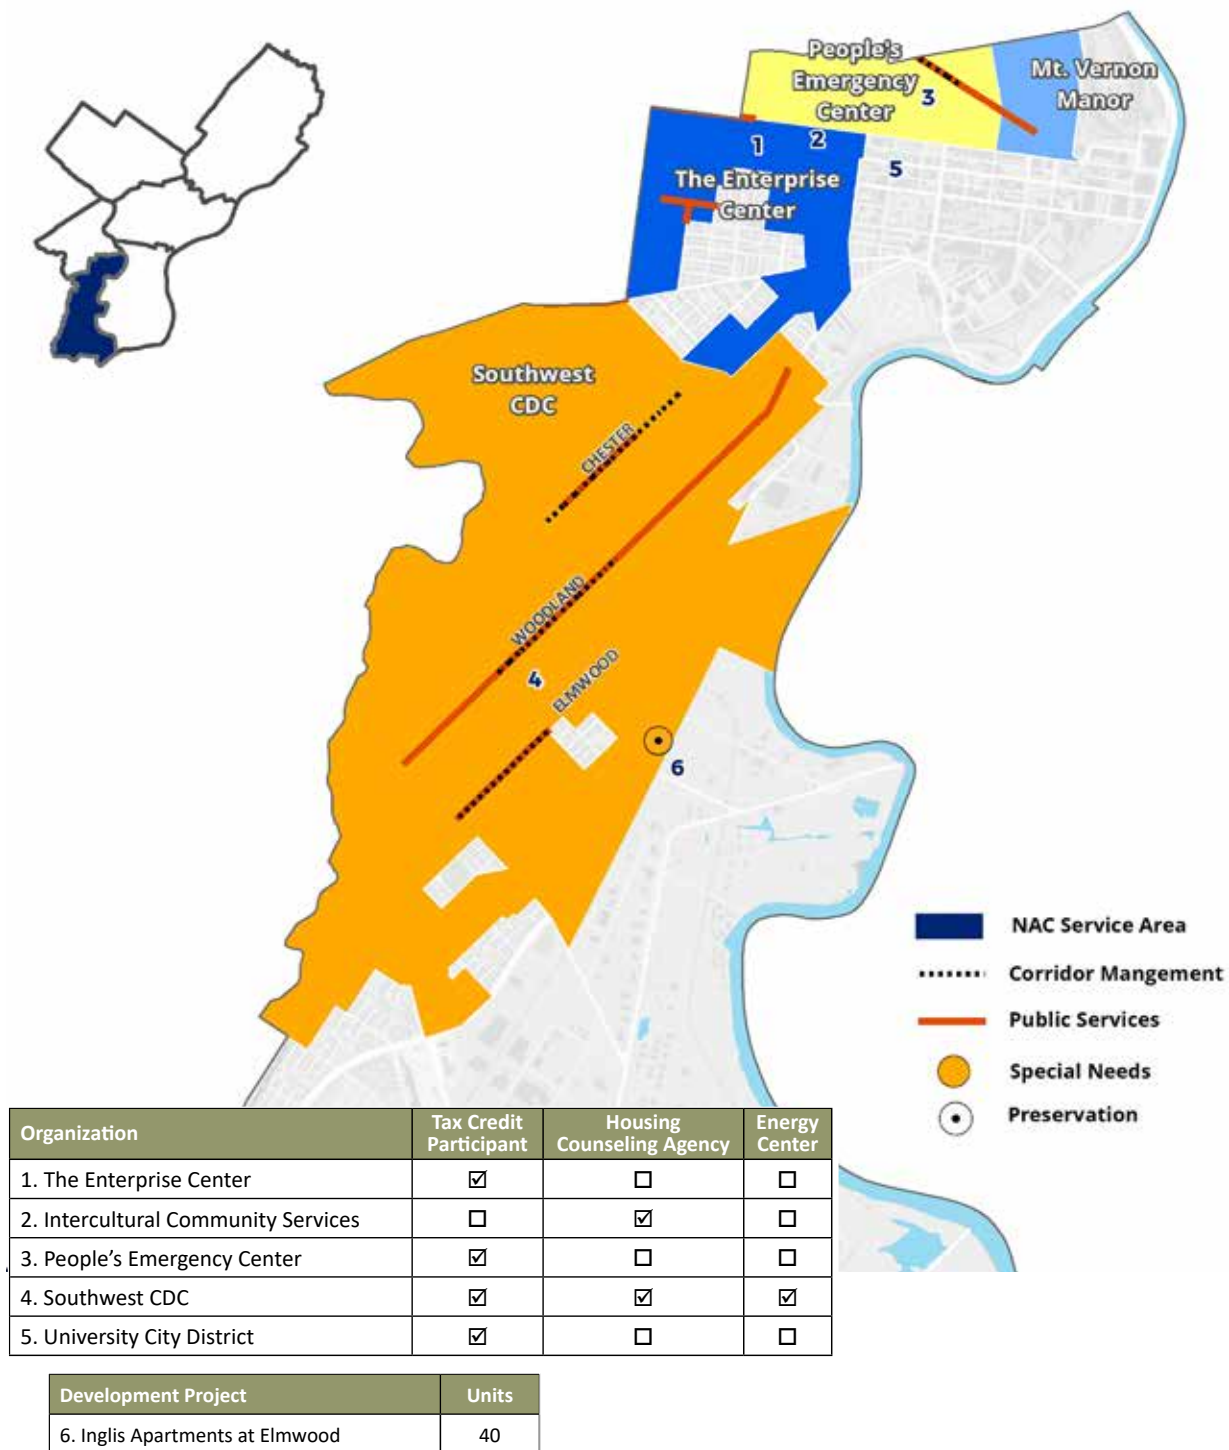 People's
Emergency
Center
3
Mt. Vernon
Manor
1
2
5
The Enterprise
Center
Southwest
CDC
CHESTER
WOODLAND
4
ELMWOOD
6
NAC Service Area
Corridor Mangement
Public Services
Special Needs
Preservation
Organization Tax Credit Participant Housing Counseling Agency Energy Center
1. The Enterprise Center ☑ ☐ ☐
2. Intercultural Community Services ☐ ☑ ☐
3. People's Emergency Center ☑ ☐ ☐
4. Southwest CDC ☑ ☑ ☑
5. University City District ☑ ☐ ☐
Development Project Units
6. Inglis Apartments at Elmwood 40